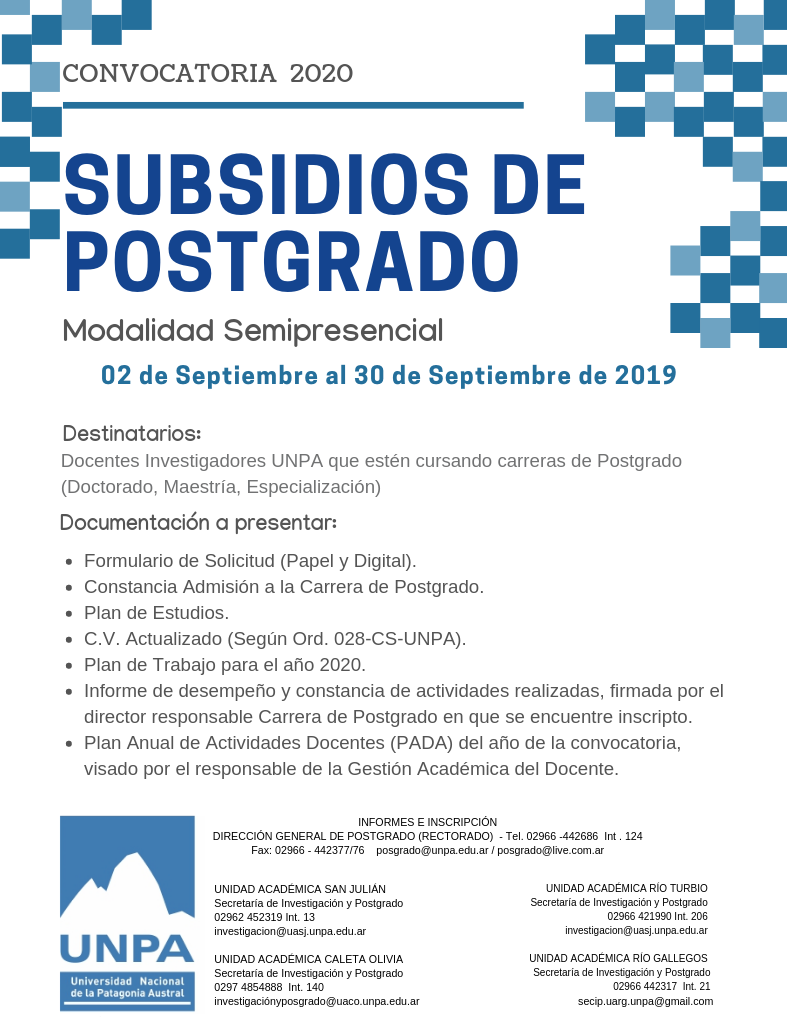 CONVOCATORIA 2020
SUBSIDIOS DE
POSTGRADO
Modalidad Semipresencial
02 de Septiembre al 30 de Septiembre de 2019
Destinatarios:
Docentes Investigadores UNPA que estén cursando carreras de Postgrado
(Doctorado, Maestría, Especialización)
Documentación a presentar:
• Formulario de Solicitud (Papel y Digital).
• Constancia Admisión a la Carrera de Postgrado.
• Plan de Estudios.
• C.V. Actualizado (Según Ord. 028-CS-UNPA).
• Plan de Trabajo para el año 2020.
• Informe de desempeño y constancia de actividades realizadas, firmada por el
director responsable Carrera de Postgrado en que se encuentre inscripto.
• Plan Anual de Actividades Docentes (PADA) del año de la convocatoria,
visado por el responsable de la Gestión Académica del Docente.
UNPA
Universidad Nacional
de la Patagonia Austral
INFORMES E INSCRIPCIÓN
DIRECCIÓN GENERAL DE POSTGRADO (RECTORADO) - Tel. 02966 -442686 Int . 124
Fax: 02966 - 442377/76 posgrado@unpa.edu.ar / posgrado@live.com.ar
UNIDAD ACADÉMICA SAN JULIÁN
Secretaría de Investigación y Postgrado
02962 452319 Int. 13
investigacion@uasj.unpa.edu.ar
UNIDAD ACADÉMICA RÍO TURBIO
Secretaría de Investigación y Postgrado
02966 421990 Int. 206
investigacion@uasj.unpa.edu.ar
UNIDAD ACADÉMICA CALETA OLIVIA
Secretaría de Investigación y Postgrado
0297 4854888 Int. 140
investigaciónyposgrado@uaco.unpa.edu.ar
UNIDAD ACADÉMICA RÍO GALLEGOS
Secretaría de Investigación y Postgrado
02966 442317 Int. 21
secip.uarg.unpa@gmail.com